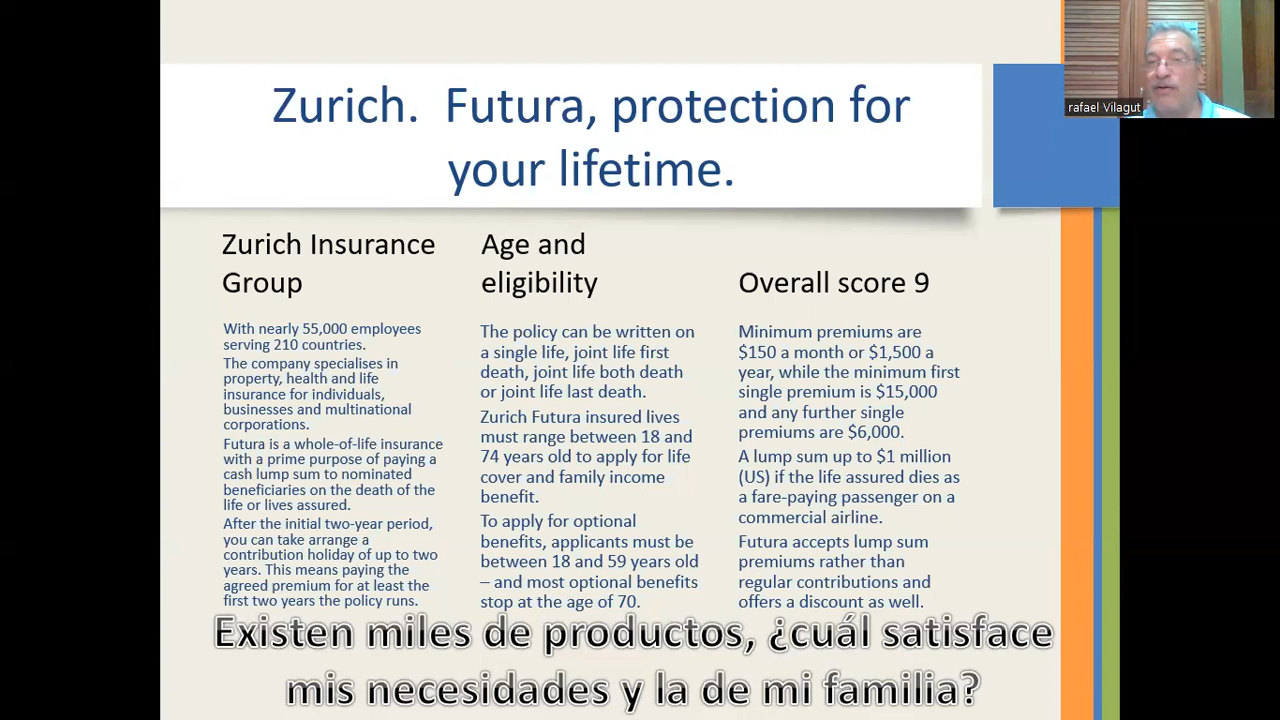 Zurich. Futura, protection for
your lifetime.
rafael Vilagut
Zurich Insurance
Group
With nearly 55,000 employees
serving 210 countries.
The company specialises in
property, health and life
insurance for individuals,
businesses and multinational
corporations.
Futura is a whole-of-life insurance
with a prime purpose of paying a
cash lump sum to nominated
beneficiaries on the death of the
life or lives assured.
After the initial two-year period,
you can take arrange a
contribution holiday of up to two
years. This means paying the
agreed premium for at least the
first two years the policy runs.
Age and
eligibility
The policy can be written on
a single life, joint life first
death, joint life both death
or joint life last death.
Zurich Futura insured lives
must range between 18 and
74 years old to apply for life
cover and family income
benefit.
To apply for optional
benefits, applicants must be
between 18 and 59 years old
– and most optional benefits
stop at the age of 70.
Overall score 9
Minimum premiums are
$150 a month or $1,500 a
year, while the minimum first
single premium is $15,000
and any further single
premiums are $6,000.
A lump sum up to $1 million
(US) if the life assured dies as
a fare-paying passenger on a
commercial airline.
Futura accepts lump sum
premiums rather than
regular contributions and
offers a discount as well.
Existen miles de productos, ¿cuál satisface
mis necesidades y la de mi familia?